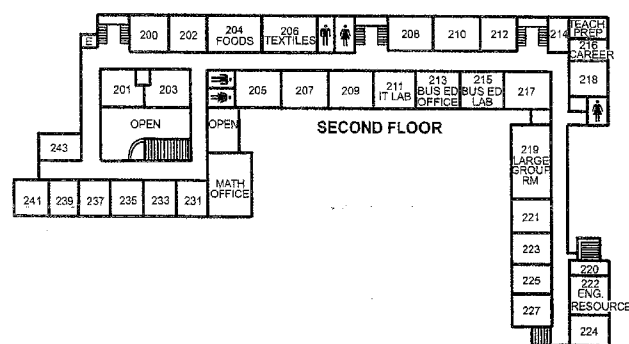 E
200
202
204
FOODS
206
TEXTILES
208
210
212
214
TEACH
PREP
216
CAREER
218
201
203
205
207
209
211
IT LAB
213
BUS ED
OFFICE
215
BUS ED
LAB
217
OPEN
OPEN
SECOND FLOOR
243
219
LARGE
GROUP
RM
MATH
OFFICE
241
239
237
235
233
231
221
223
225
227
220
222
ENG.
RESOURCE
224